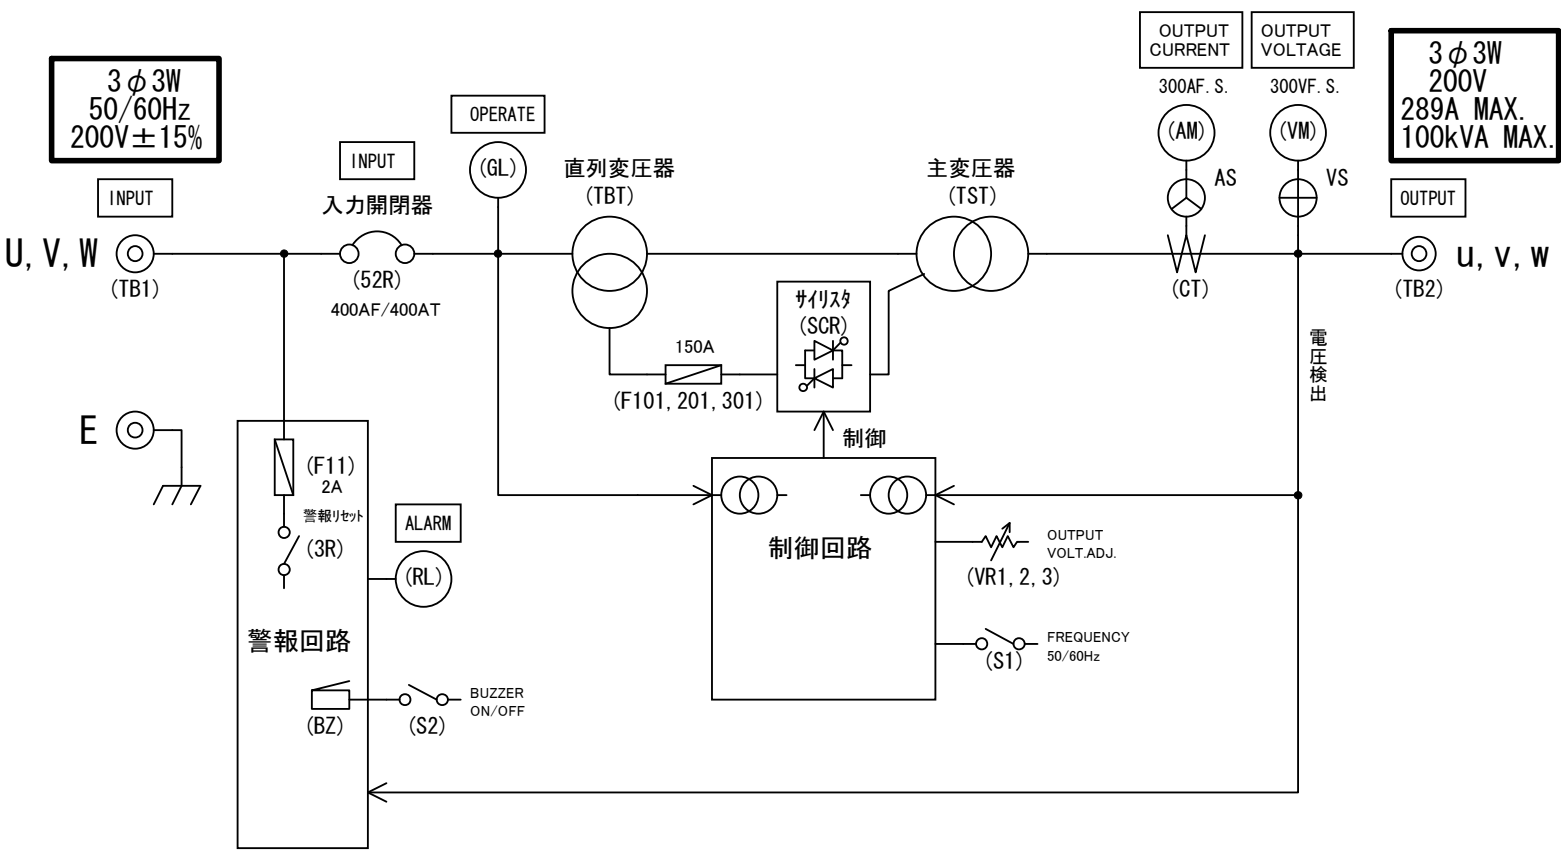 3φ3W
50/60Hz
200V±15%
INPUT
U, V, W
(TB1)
E
INPUT
入力開閉器
(52R)
400AF/400AT
OPERATE
(GL)
直列変圧器
(TBT)
主変圧器
(TST)
OUTPUT
CURRENT
300AF.S.
(AM)
AS
(CT)
OUTPUT
VOLTAGE
300VF.S.
(VM)
VS
3φ3W
200V
289A MAX.
100kVA MAX.
OUTPUT
u, v, w
(TB2)
電圧検出
150A
(F101, 201, 301)
サイリスタ
(SCR)
制御
制御回路
OUTPUT
VOLT.ADJ.
(VR1, 2, 3)
FREQUENCY
50/60Hz
(S1)
(F11)
2A
警報リセット
(3R)
ALARM
(RL)
警報回路
(BZ)
(S2)
BUZZER
ON/OFF